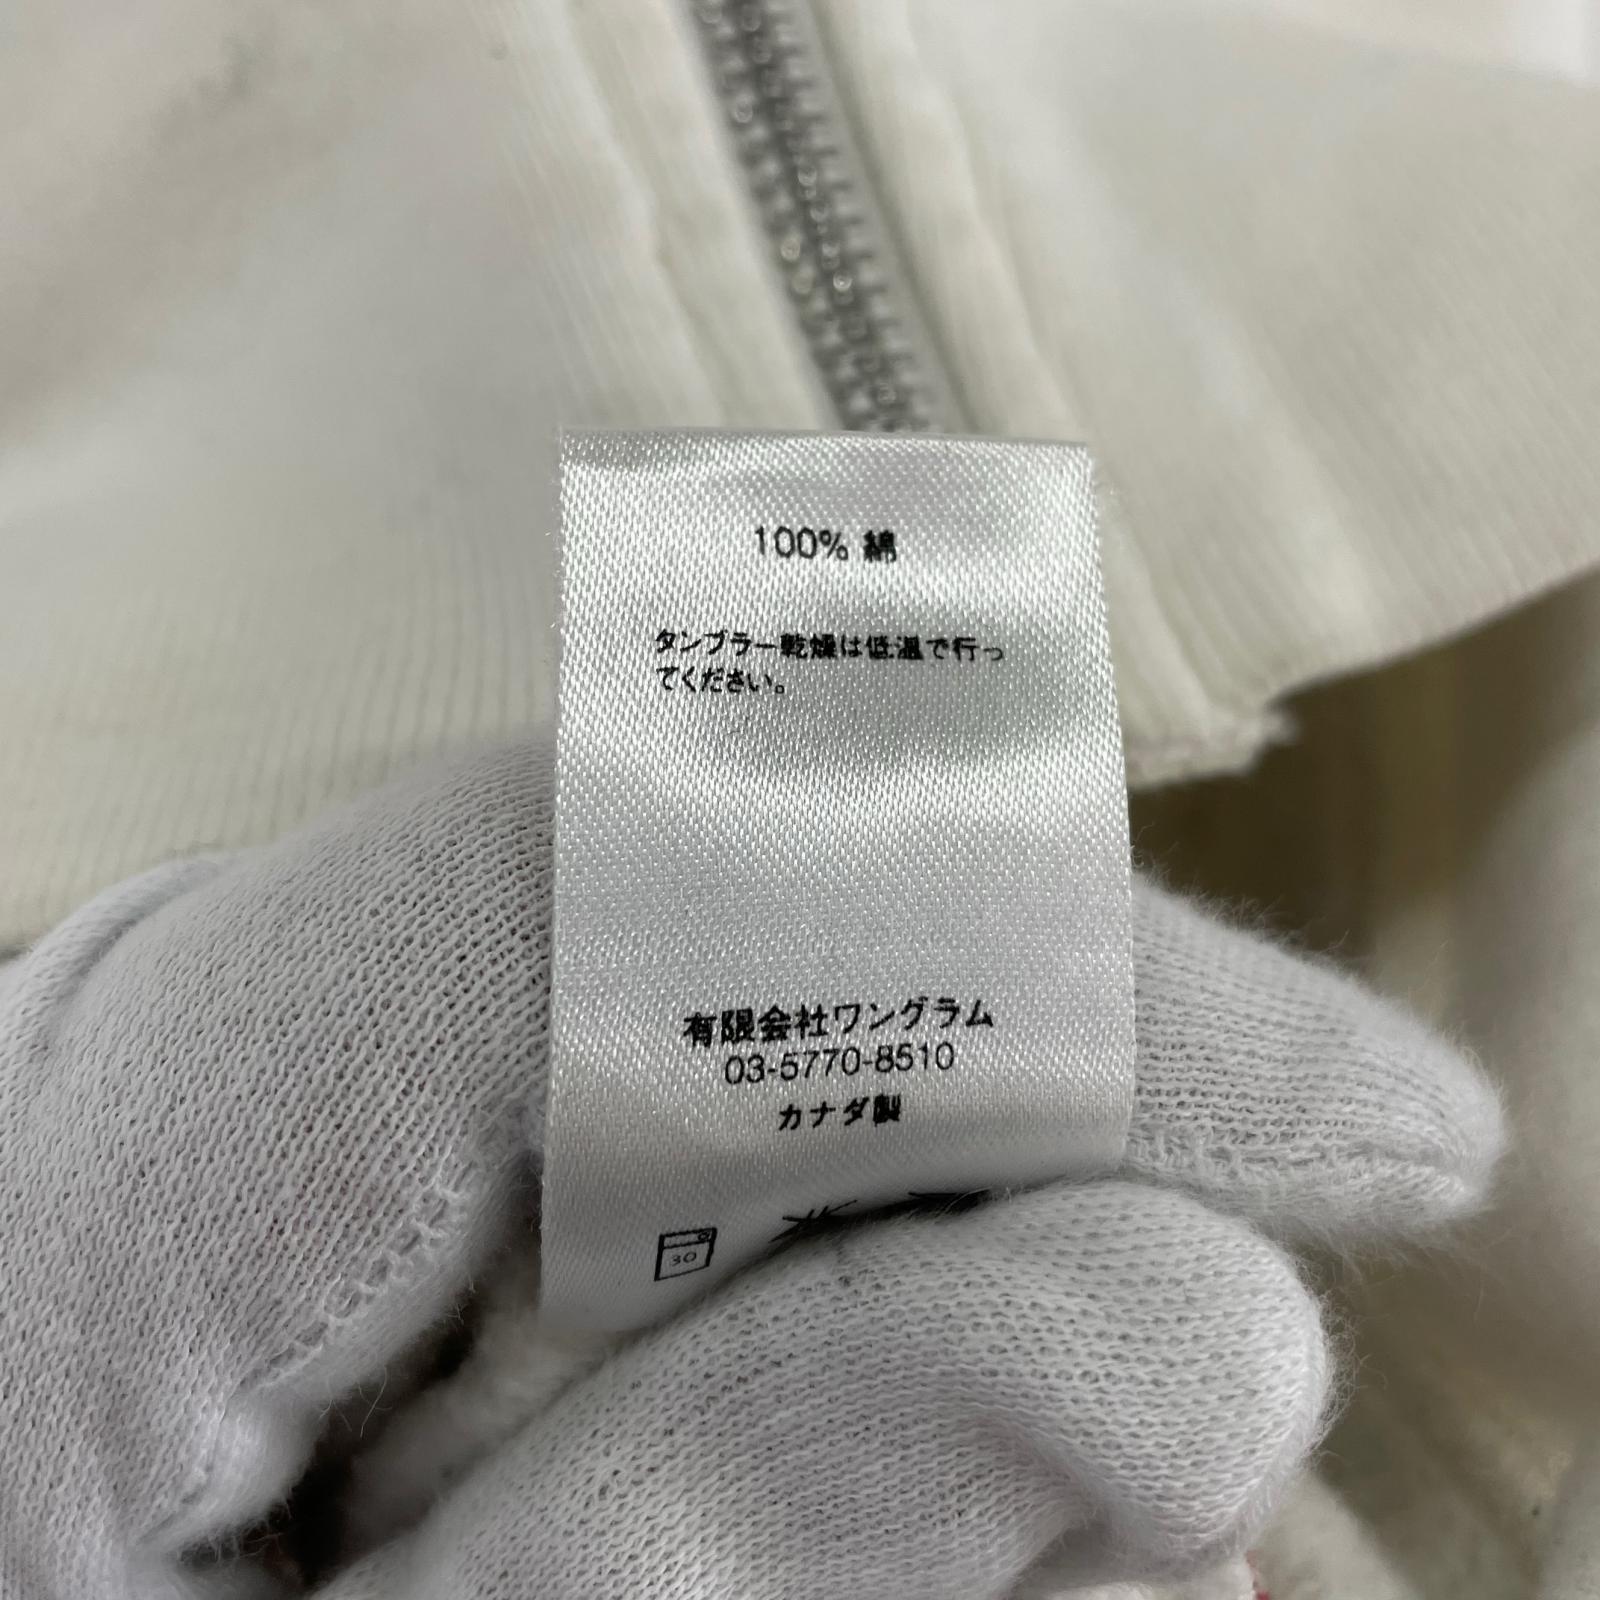 100% 綿
タンブラー乾燥は低温で行っ
てください。
有限会社ワングラム
03-5770-8510
カナダ製
30